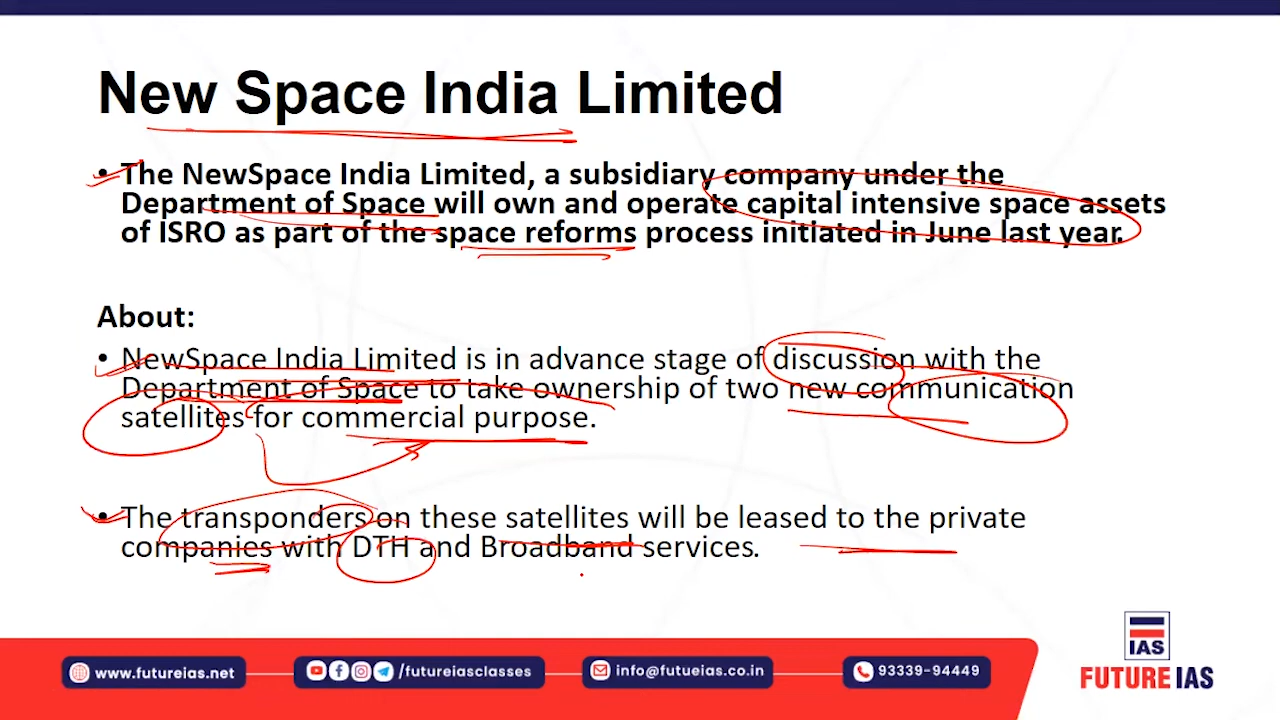 New Space India Limited
• The NewSpace India Limited, a subsidiary company under the
Department of Space will own and operate capital intensive space assets
of ISRO as part of the space reforms process initiated in June last year.
About:
• NewSpace India Limited is in advance stage of discussion with the
Department of Space to take ownership of two new communication
satellites for commercial purpose.
• The transponders on these satellites will be leased to the private
companies with DTH and Broadband services.
IAS
FUTURE IAS
www.futureias.net
/futureiasclasses
info@futueias.co.in
93339-94449